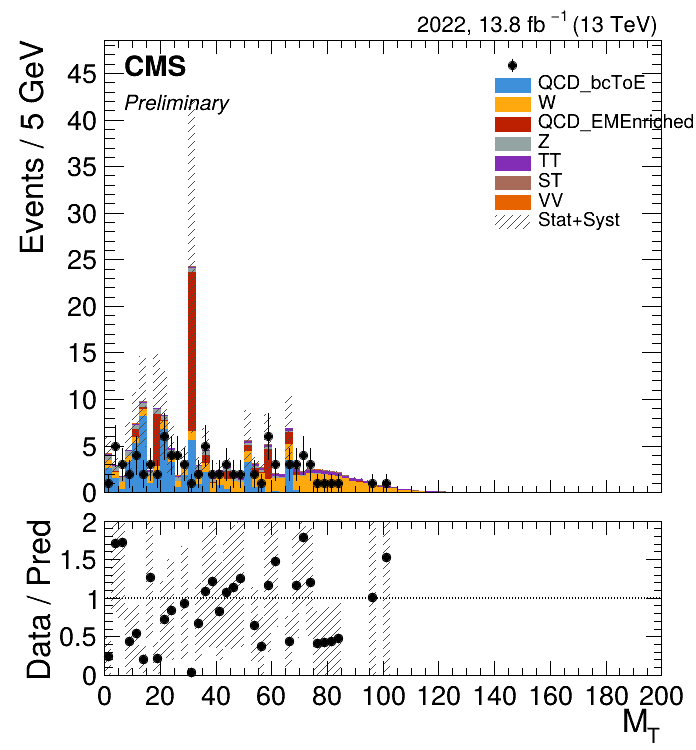 2022, 13.8 fb⁻¹ (13 TeV)
CMS
Preliminary
Events / 5 GeV
45
40
35
30
25
20
15
10
5
0
QCD_bcToE
W
QCD_EMEnriched
Z
TT
ST
VV
Stat+Syst
Data / Pred
2
1.5
1
0.5
0
0 20 40 60 80 100 120 140 160 180 200
M_T